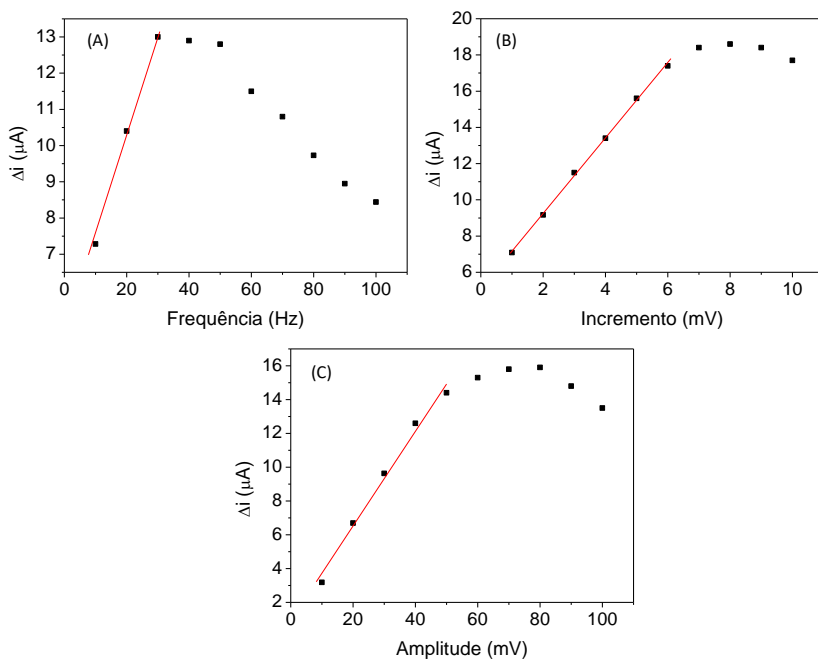 (A)
13
12
11
10
9
8
7
Δi (μA)
0 20 40 60 80 100
Frequência (Hz)
(B)
20
18
16
14
12
10
8
6
Δi (μA)
0 2 4 6 8 10
Incremento (mV)
(C)
16
14
12
10
8
6
4
2
Δi (μA)
0 20 40 60 80 100
Amplitude (mV)